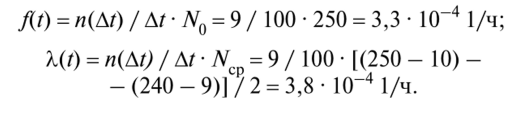 f(t) = n(Δt) / Δt · N₀ = 9 / 100 · 250 = 3,3 · 10⁻⁴ 1/ч;
λ(t) = n(Δt) / Δt · Nср = 9 / 100 · [(250 – 10) –
– (240 – 9)] / 2 = 3,8 · 10⁻⁴ 1/ч.